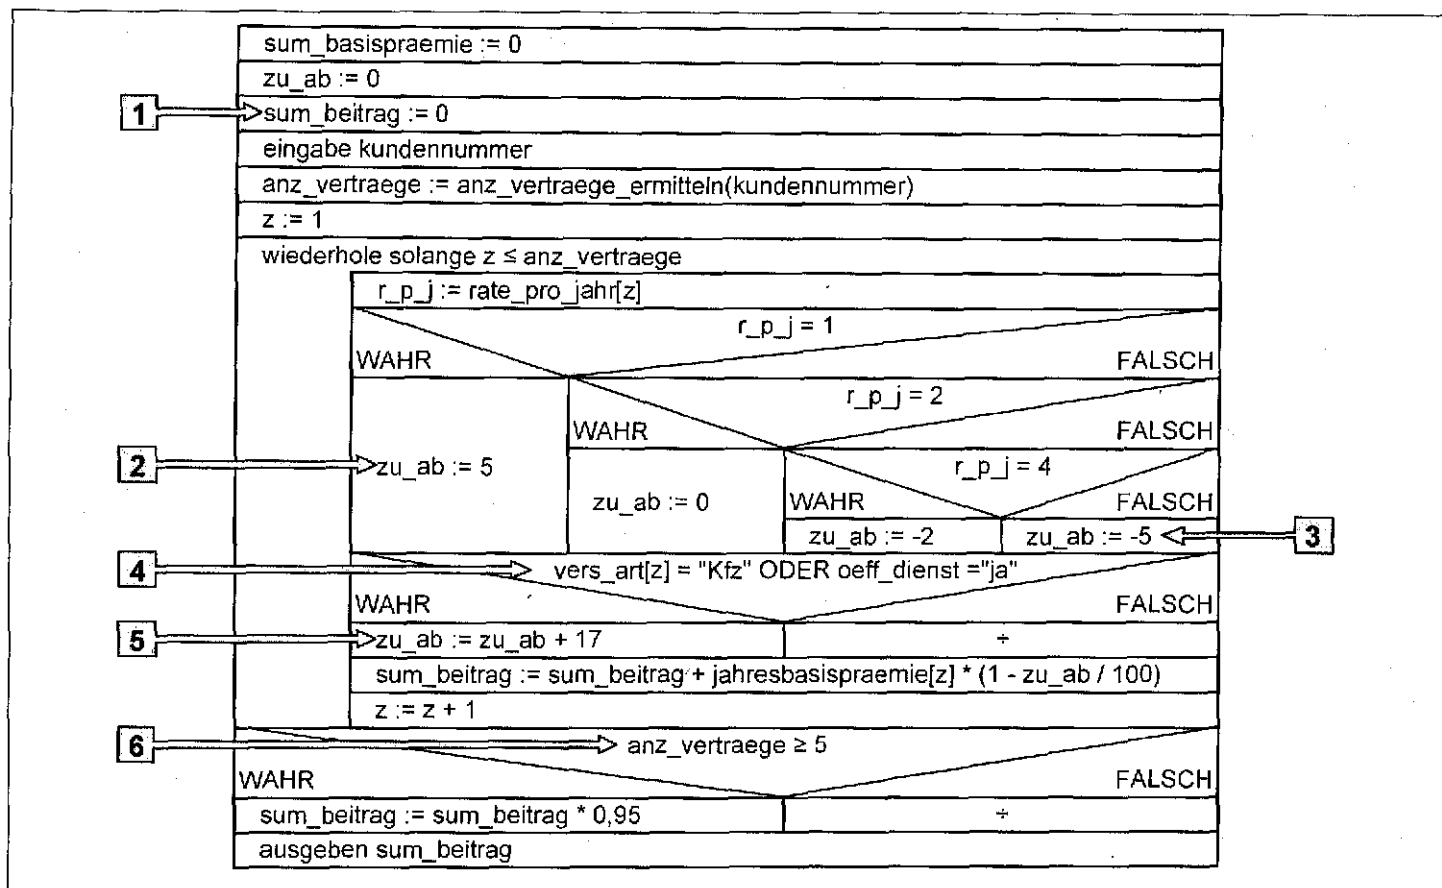 sum_basispraemie := 0
zu_ab := 0
1 sum_beitrag := 0
eingabe kundennummer
anz_vertraege := anz_vertraege_ermitteln(kundennummer)
z := 1
wiederhole solange z ≤ anz_vertraege
r_p_j := rate_pro_jahr[z]
r_p_j = 1
WAHR FALSCH
r_p_j = 2
WAHR FALSCH
2 zu_ab := 5 r_p_j = 4
zu_ab := 0 WAHR FALSCH
zu_ab := -2 zu_ab := -5 3
4 vers_art[z] = "Kfz" ODER oeff_dienst ="ja"
WAHR FALSCH
5 zu_ab := zu_ab + 17 ÷
sum_beitrag := sum_beitrag + jahresbasispraemie[z] * (1 - zu_ab / 100)
z := z + 1
6 anz_vertraege ≥ 5
WAHR FALSCH
sum_beitrag := sum_beitrag * 0,95 ÷
ausgeben sum_beitrag